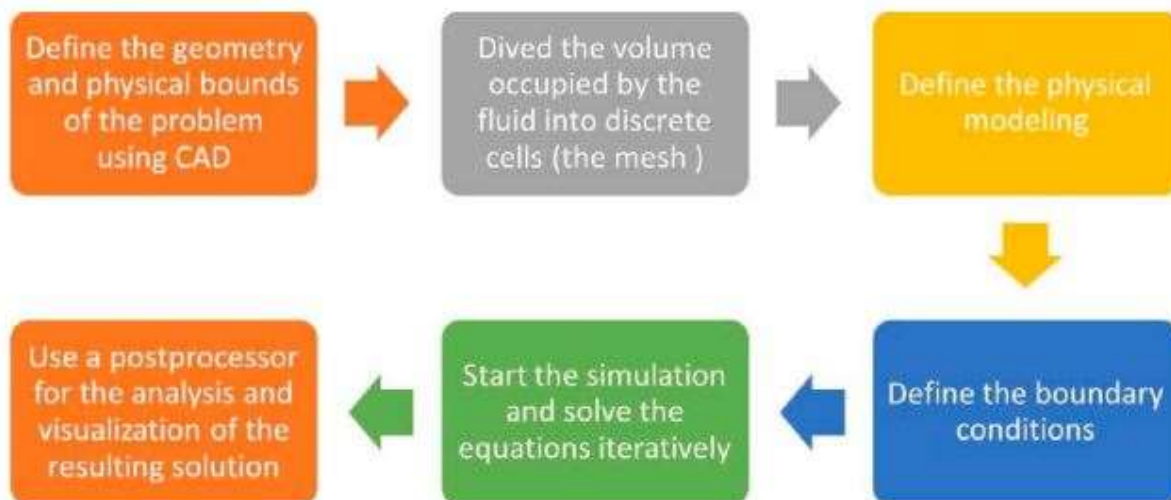 Define the geometry
and physical bounds
of the problem
using CAD
Dived the volume
occupied by the
fluid into discrete
cells (the mesh )
Define the physical
modeling
Define the boundary
conditions
Start the simulation
and solve the
equations iteratively
Use a postprocessor
for the analysis and
visualization of the
resulting solution